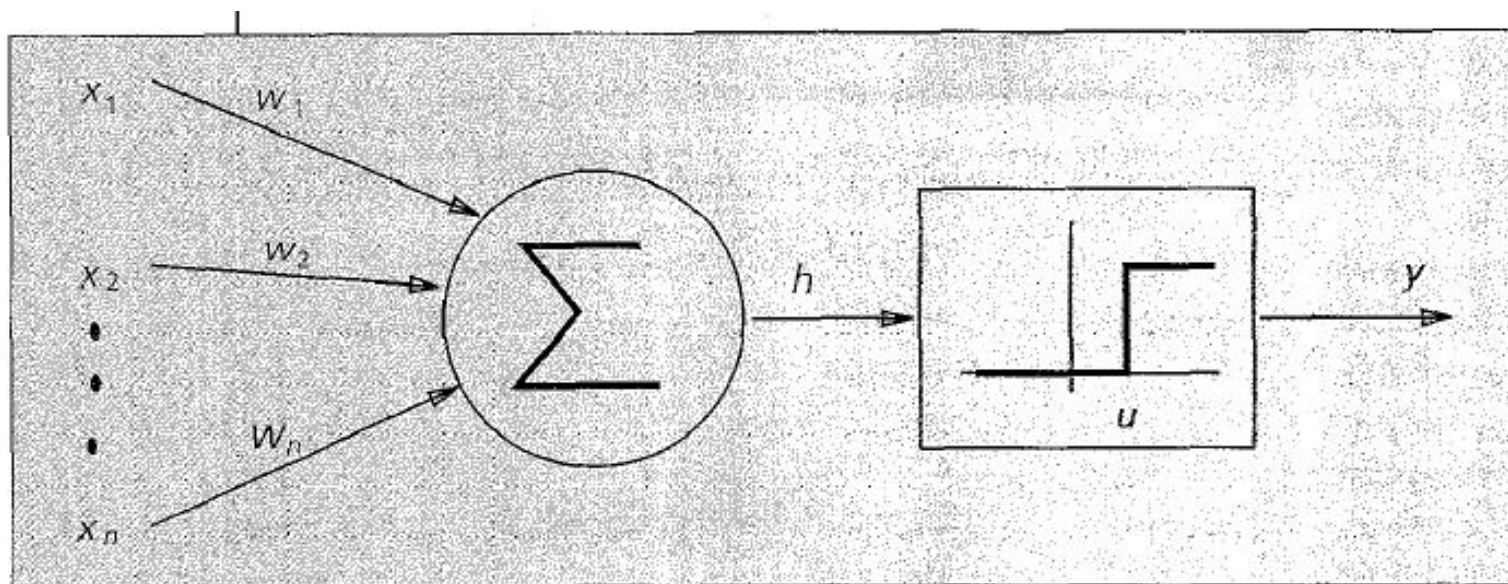 x₁
w₁
x₂
w₂
wₙ
xₙ
Σ
h
u
y